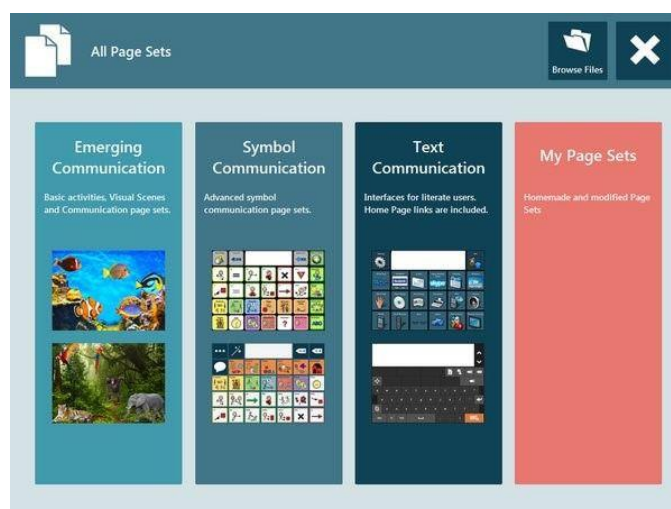 All Page Sets
Browse Files
Emerging
Communication
Basic activities, Visual Scenes
and Communication page sets.
Symbol
Communication
Advanced symbol
communication page sets.
Text
Communication
Interfaces for literate users.
Home Page links are included.
My Page Sets
Homemade and modified Page
Sets